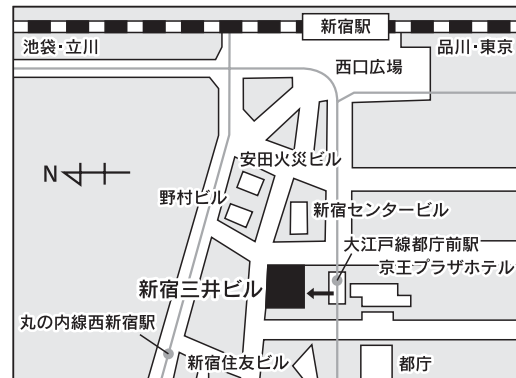 新宿駅
池袋・立川
品川・東京
西口広場
安田火災ビル
N
野村ビル
新宿センタービル
大江戸線都庁前駅
京王プラザホテル
新宿三井ビル
丸の内線西新宿駅
新宿住友ビル
都庁